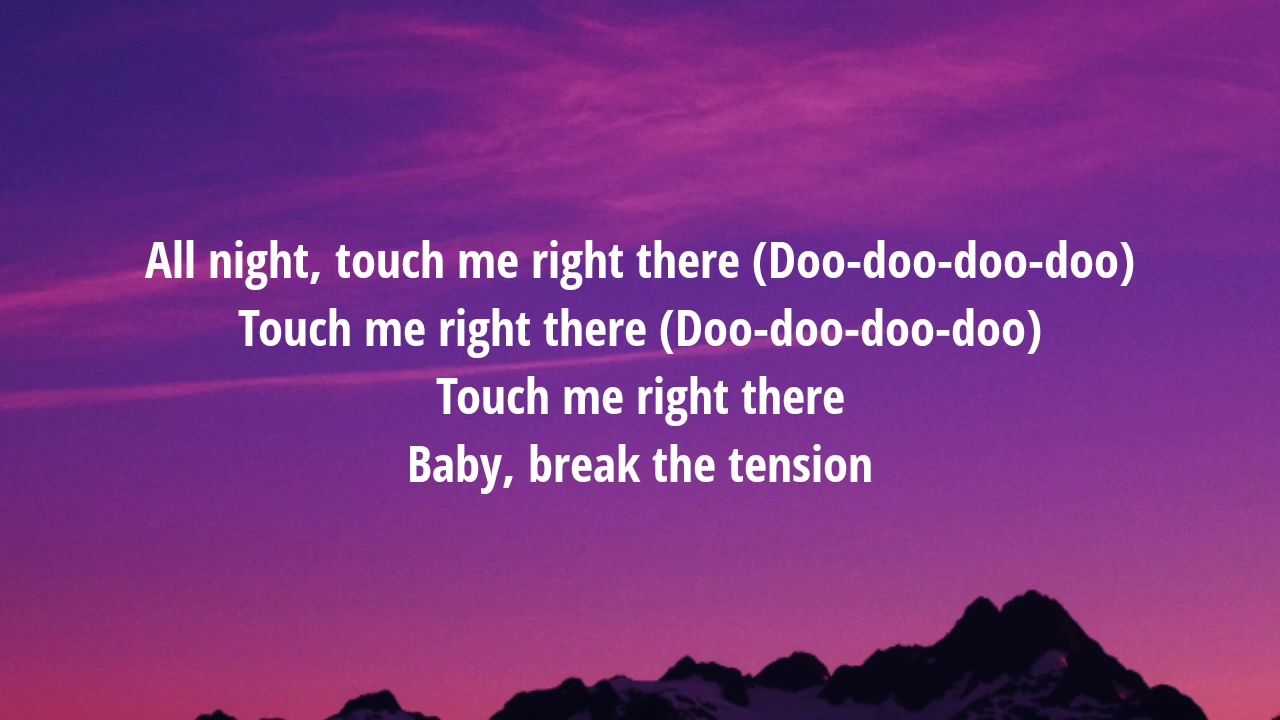 All night, touch me right there (Doo-doo-doo-doo)
Touch me right there (Doo-doo-doo-doo)
Touch me right there
Baby, break the tension